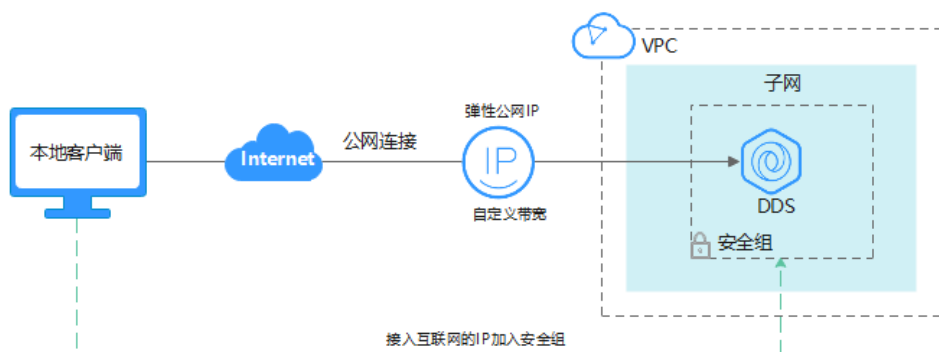 VPC
子网
弹性公网IP
本地客户端
Internet
公网连接
IP
自定义带宽
DDS
安全组
接入互联网的IP加入安全组